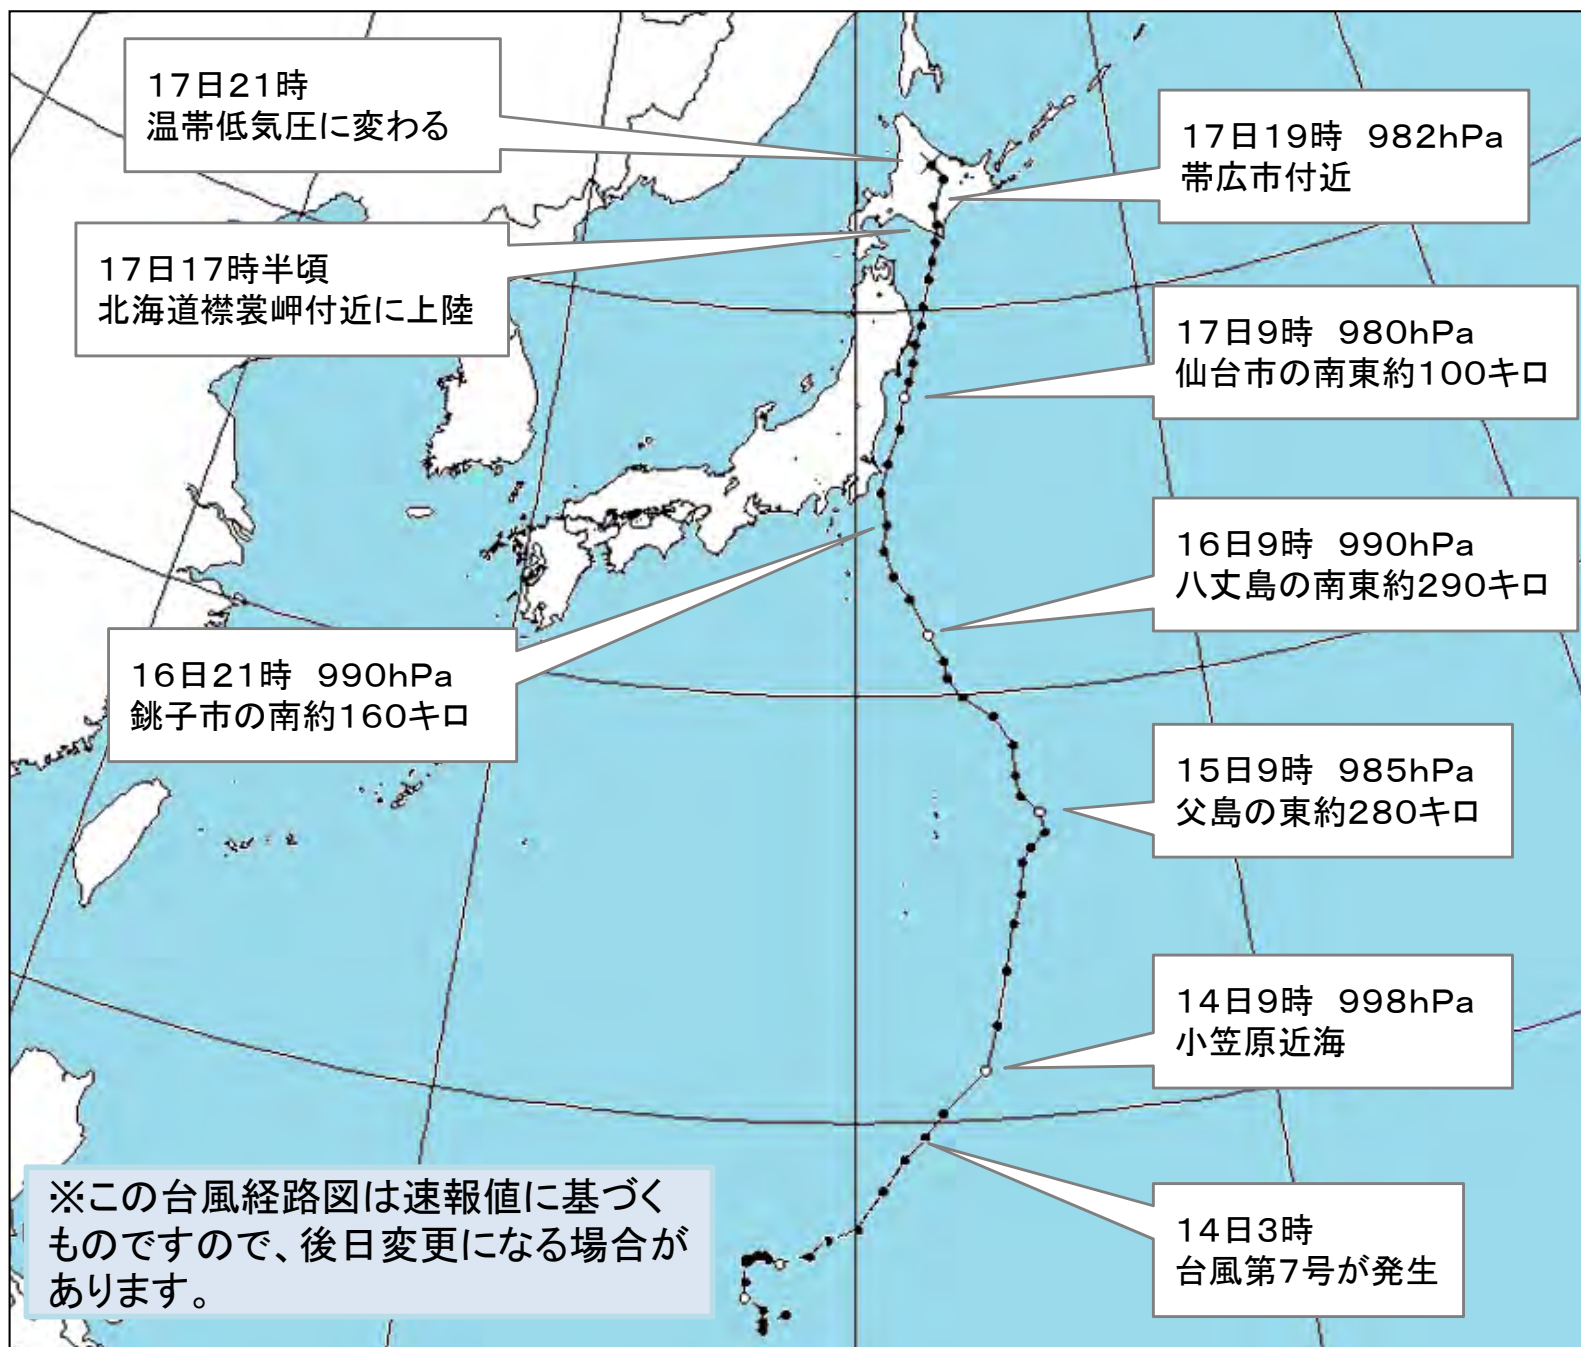 17日21時
温帯低気圧に変わる
17日19時 982hPa
帯広市付近
17日17時半頃
北海道襟裳岬付近に上陸
17日9時 980hPa
仙台市の南東約100キロ
16日9時 990hPa
八丈島の南東約290キロ
16日21時 990hPa
銚子市の南約160キロ
15日9時 985hPa
父島の東約280キロ
14日9時 998hPa
小笠原近海
14日3時
台風第7号が発生
※この台風経路図は速報値に基づく
ものですので、後日変更になる場合が
あります。